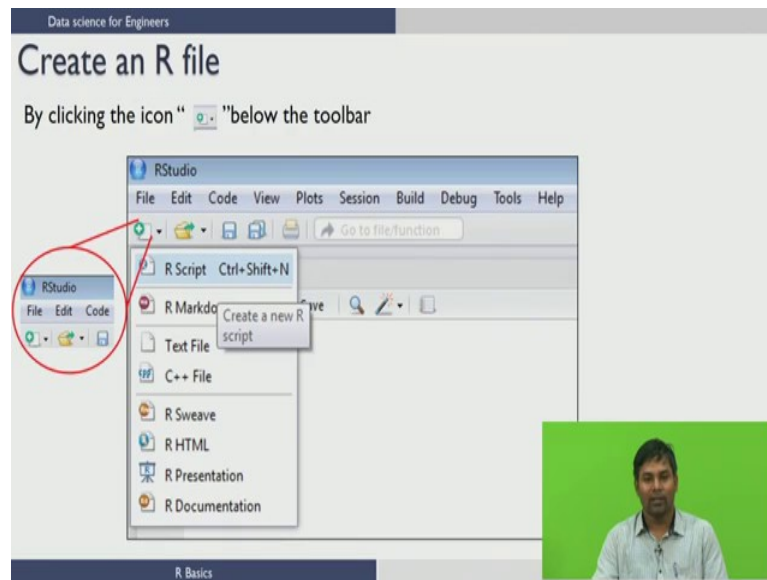 Data science for Engineers
Create an R file
By clicking the icon “ ”below the toolbar
RStudio
File Edit Code View Plots Session Build Debug Tools Help
Go to file/function
R Script Ctrl+Shift+N
R Markdo
Create a new R
script
Text File
C++ File
R Sweave
R HTML
R Presentation
R Documentation
RStudio
File Edit Code
R Basics